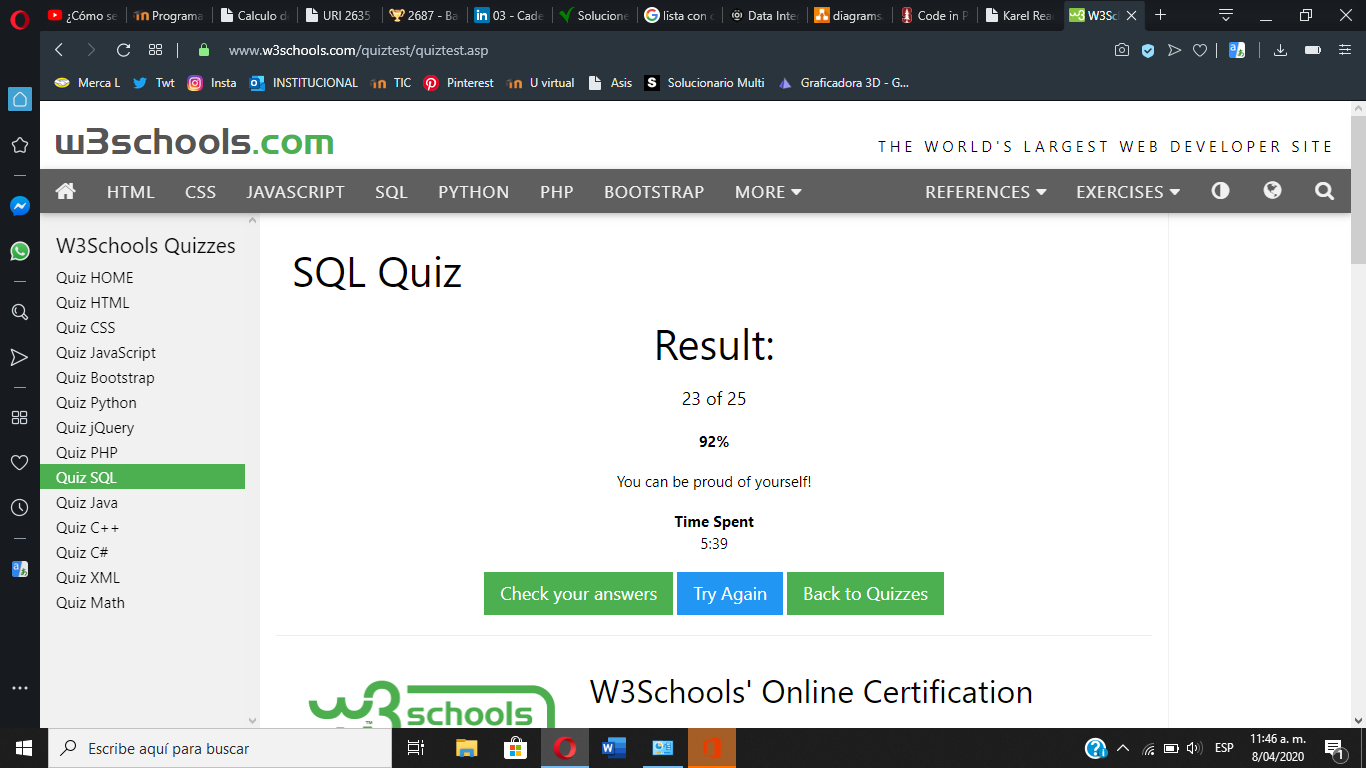 ¿Cómo se
Programa
Calculo d
URI 2635
2687 - Ba
03 - Cade
Solucione
lista con c
Data Inte
diagrams.
Code in P
Karel Rea
W3Sc
www.w3schools.com/quiztest/quiztest.asp
Merca L
Twt
Insta
INSTITUCIONAL
TIC
Pinterest
U virtual
Asis
Solucionario Multi
Graficadora 3D - G...
w3schools.com
THE WORLD'S LARGEST WEB DEVELOPER SITE
HTML CSS JAVASCRIPT SQL PYTHON PHP BOOTSTRAP MORE REFERENCES EXERCISES
W3Schools Quizzes
Quiz HOME
Quiz HTML
Quiz CSS
Quiz JavaScript
Quiz Bootstrap
Quiz Python
Quiz jQuery
Quiz PHP
Quiz SQL
Quiz Java
Quiz C++
Quiz C#
Quiz XML
Quiz Math
SQL Quiz
Result:
23 of 25
92%
You can be proud of yourself!
Time Spent
5:39
Check your answers
Try Again
Back to Quizzes
w3schools
W3Schools' Online Certification
Escribe aquí para buscar
ESP
11:46 a. m.
8/04/2020
1